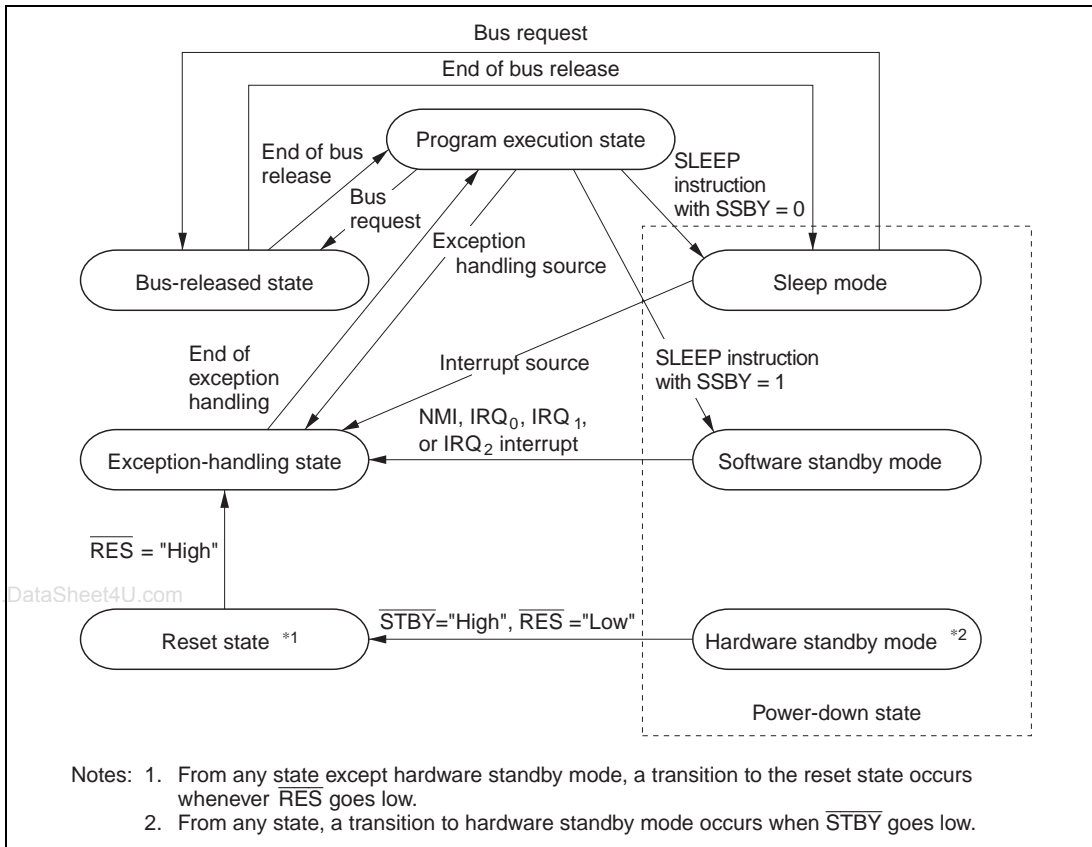 Bus request
End of bus release
Program execution state
End of bus
release
Bus
request
Exception
handling source
SLEEP
instruction
with SSBY = 0
Bus-released state
Sleep mode
End of
exception
handling
Interrupt source
SLEEP instruction
with SSBY = 1
NMI, IRQ₀, IRQ₁,
or IRQ₂ interrupt
Exception-handling state
Software standby mode
R̅E̅S̅ = "High"
DataSheet4U.com
S̅T̅B̅Y̅="High", R̅E̅S̅ ="Low"
Reset state *1
Hardware standby mode *2
Power-down state
Notes: 1. From any state except hardware standby mode, a transition to the reset state occurs
whenever R̅E̅S̅ goes low.
2. From any state, a transition to hardware standby mode occurs when S̅T̅B̅Y̅ goes low.